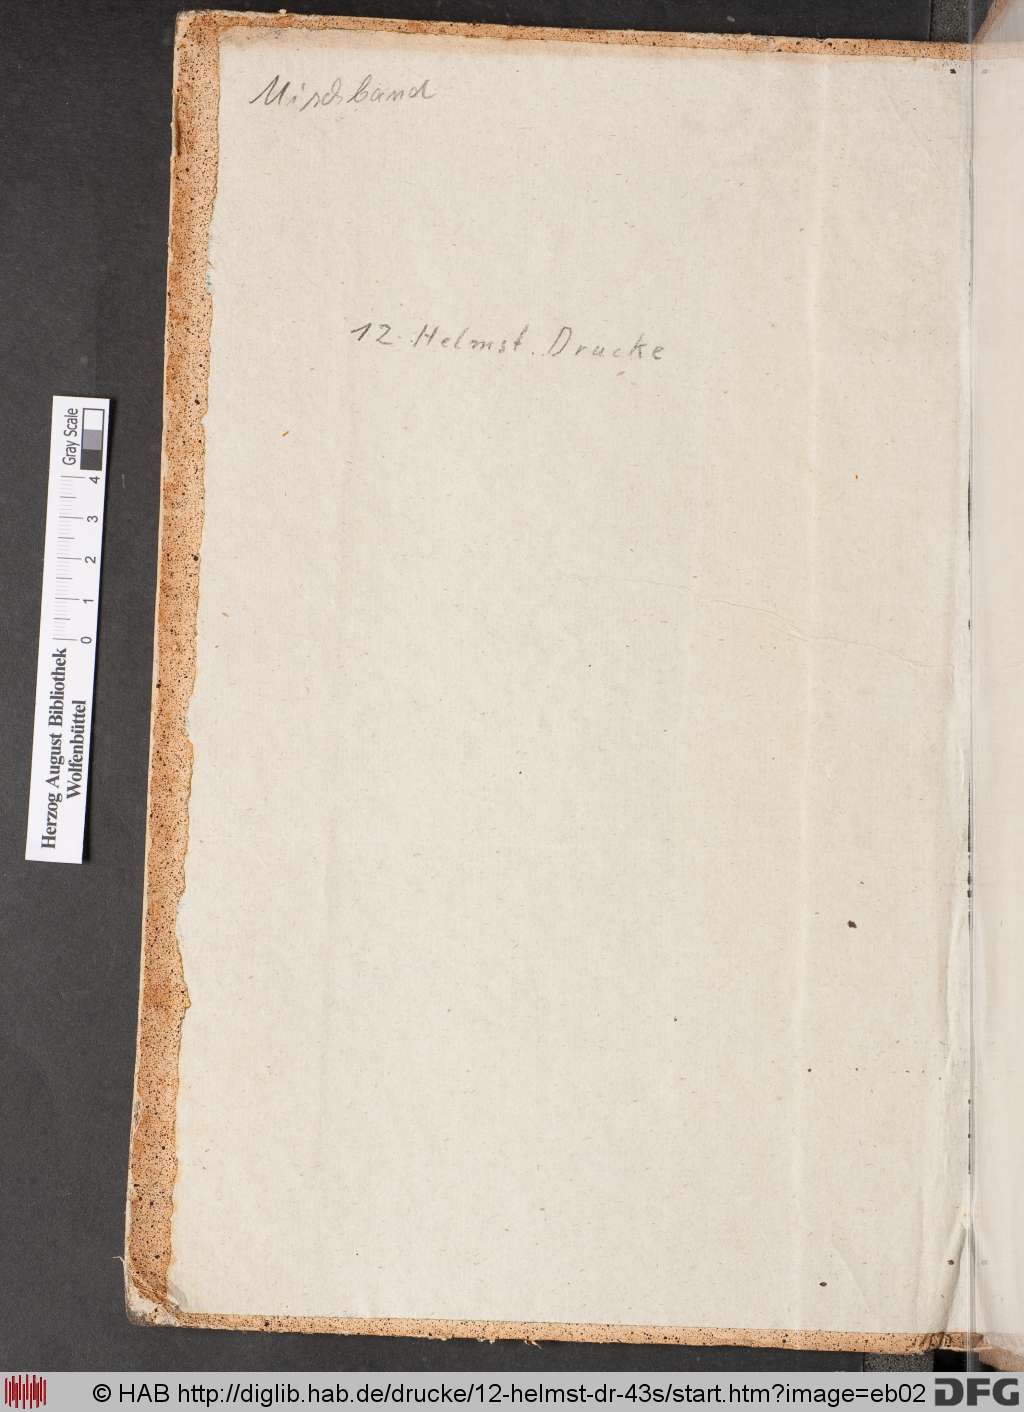 Mischband
12. Helmst. Drucke
Herzog August Bibliothek
Wolfenbüttel
0 1 2 3 4
Gray Scale
© HAB http://diglib.hab.de/drucke/12-helmst-dr-43s/start.htm?image=eb02
DFG